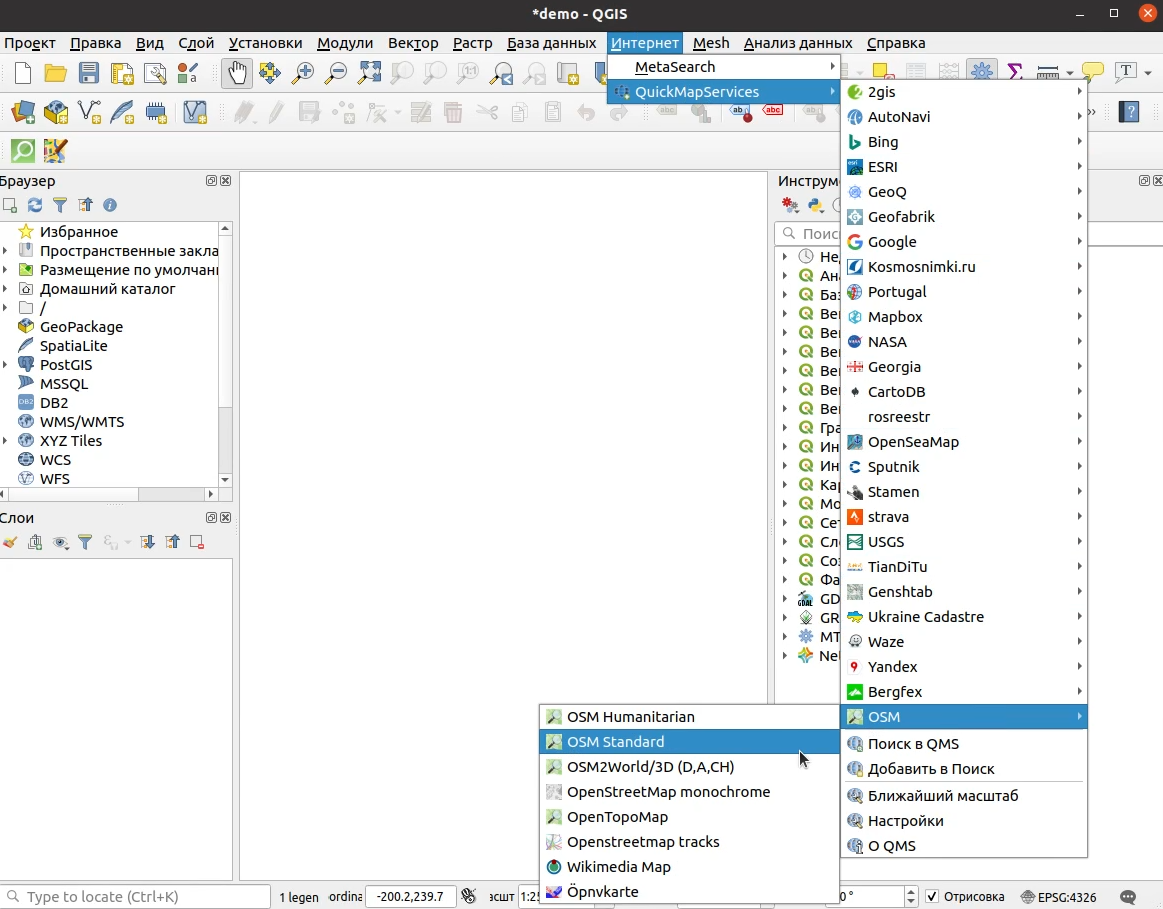 *demo - QGIS
Проект Правка Вид Слой Установки Модули Вектор Растр База данных Интернет Mesh Анализ данных Справка
MetaSearch
QuickMapServices
2gis
AutoNavi
Bing
ESRI
GeoQ
Geofabrik
Google
Kosmosnimki.ru
Portugal
Mapbox
NASA
Georgia
CartoDB
rosreestr
OpenSeaMap
Sputnik
Stamen
strava
USGS
TianDiTu
Genshtab
Ukraine Cadastre
Waze
Yandex
Bergfex
OSM
Поиск в QMS
Добавить в Поиск
Ближайший масштаб
Настройки
О QMS
OSM Humanitarian
OSM Standard
OSM2World/3D (D,A,CH)
OpenStreetMap monochrome
OpenTopoMap
Openstreetmap tracks
Wikimedia Map
Öpnvkarte
Браузер
Избранное
Пространственные закла
Размещение по умолчан
Домашний каталог
/
GeoPackage
SpatiaLite
PostGIS
MSSQL
DB2
WMS/WMTS
XYZ Tiles
WCS
WFS
Слои
Инструм
Поис
Не
Ан
Баз
Ве
Ве
Ве
Ве
Ве
Ве
Гра
Ин
Ин
Ка
Мо
Се
Сл
Со
Фа
GD
GR
MT
Ne
Type to locate (Ctrl+K) 1 legen ordina -200.2,239.7 асшт 1:25 0 ° Отрисовка EPSG:4326